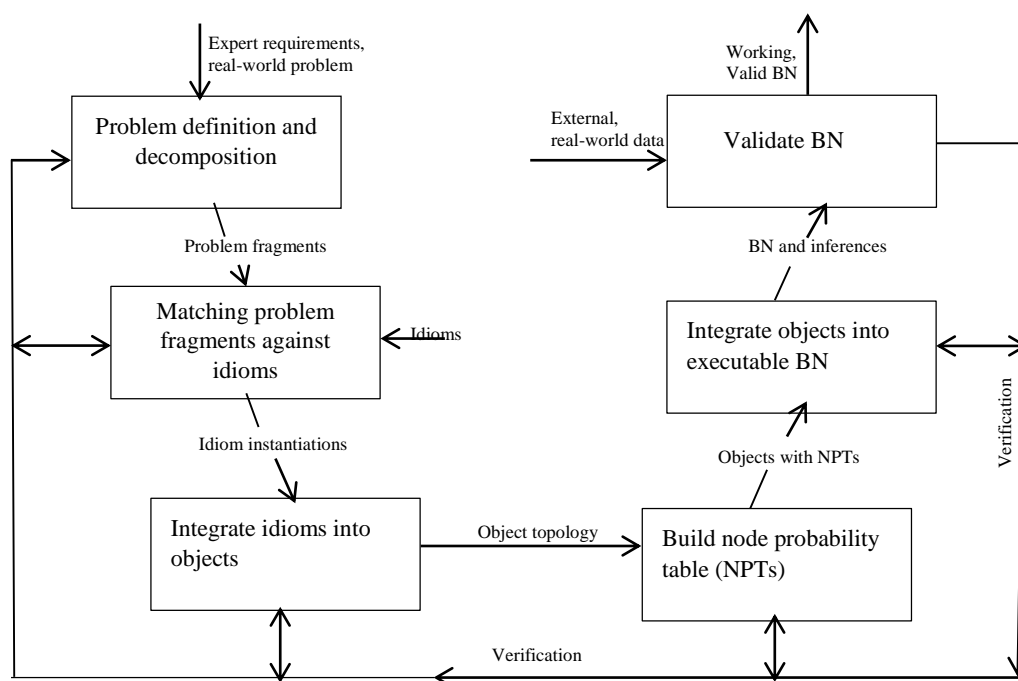 Expert requirements,
real-world problem
Problem definition and
decomposition
Problem fragments
Matching problem
fragments against
idioms
Idioms
Idiom instantiations
Integrate idioms into
objects
Object topology
Build node probability
table (NPTs)
Objects with NPTs
Integrate objects into
executable BN
BN and inferences
External,
real-world data
Validate BN
Working,
Valid BN
Verification
Verification